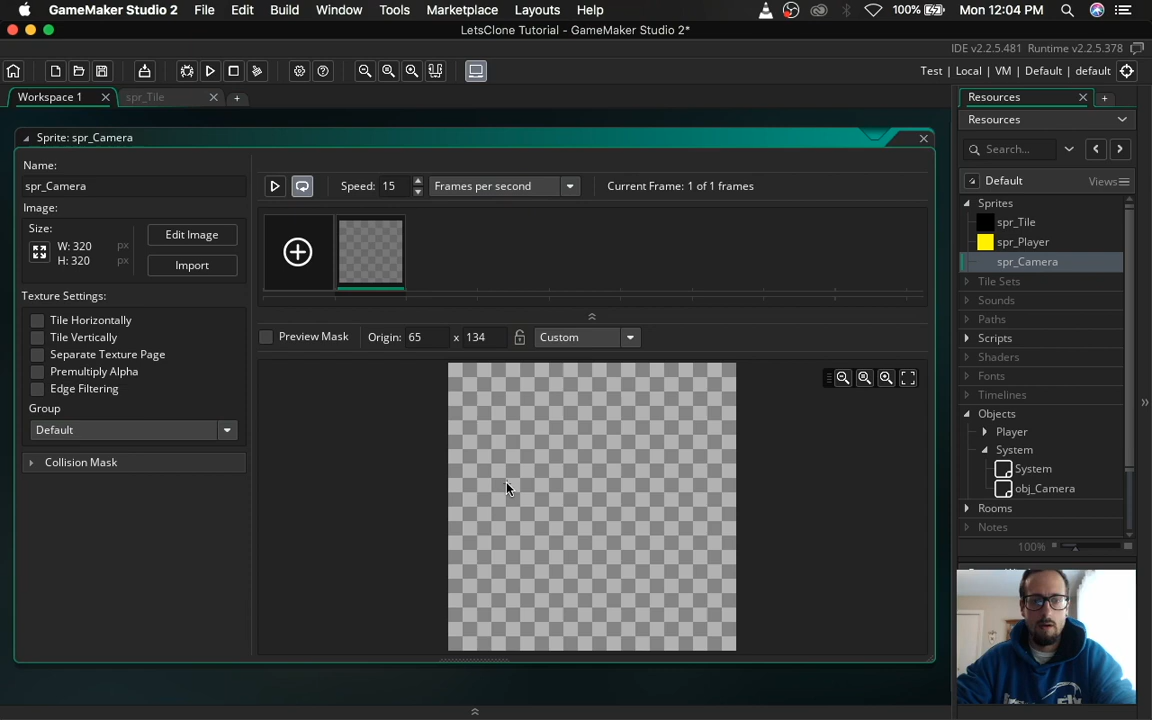 GameMaker Studio 2 File Edit Build Window Tools Marketplace Layouts Help 100% Mon 12:04 PM
LetsClone Tutorial - GameMaker Studio 2*
IDE v2.2.5.481 Runtime v2.2.5.378
Test | Local | VM | Default | default
Workspace 1 spr_Tile
Resources
Resources
Search...
Default Views
Sprites
spr_Tile
spr_Player
spr_Camera
Tile Sets
Sounds
Paths
Scripts
Shaders
Fonts
Timelines
Objects
Player
System
System
obj_Camera
Rooms
Notes
100%
Sprite: spr_Camera
Name:
spr_Camera
Image:
Size:
W: 320 px
H: 320 px
Edit Image
Import
Texture Settings:
Tile Horizontally
Tile Vertically
Separate Texture Page
Premultiply Alpha
Edge Filtering
Group
Default
Collision Mask
Speed: 15 Frames per second Current Frame: 1 of 1 frames
Preview Mask Origin: 65 x 134 Custom